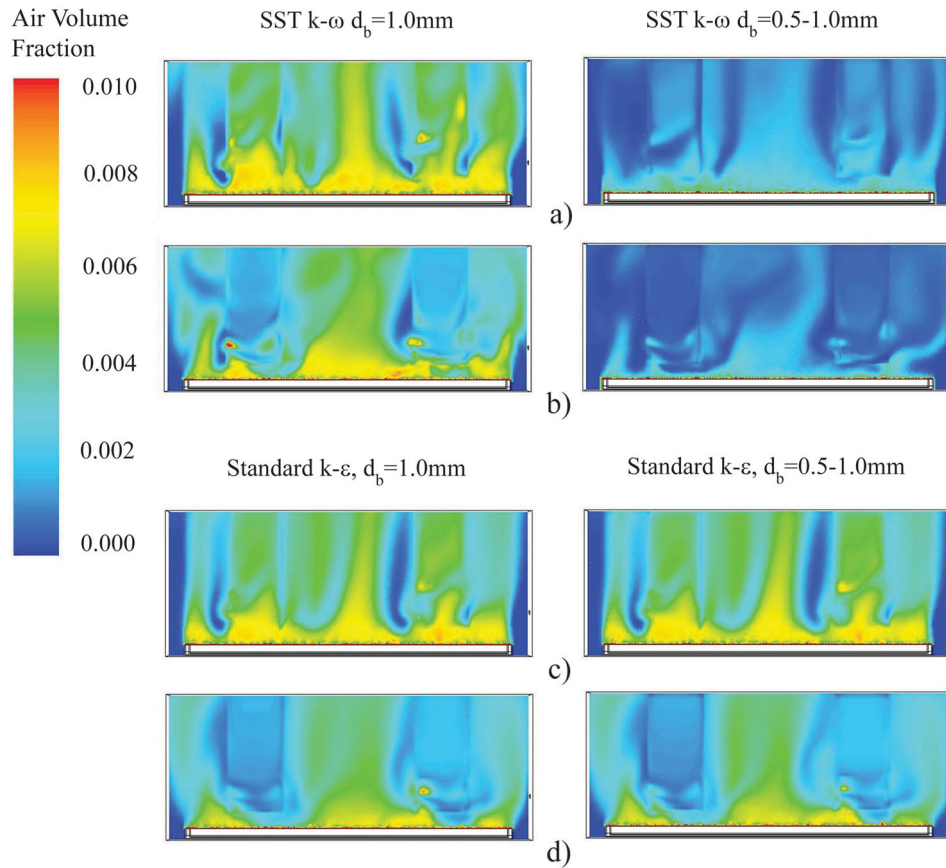 Air Volume
Fraction
0.010
0.008
0.006
0.004
0.002
0.000
SST k-ω d_b=1.0mm
SST k-ω d_b=0.5-1.0mm
a)
b)
Standard k-ε, d_b=1.0mm
Standard k-ε, d_b=0.5-1.0mm
c)
d)